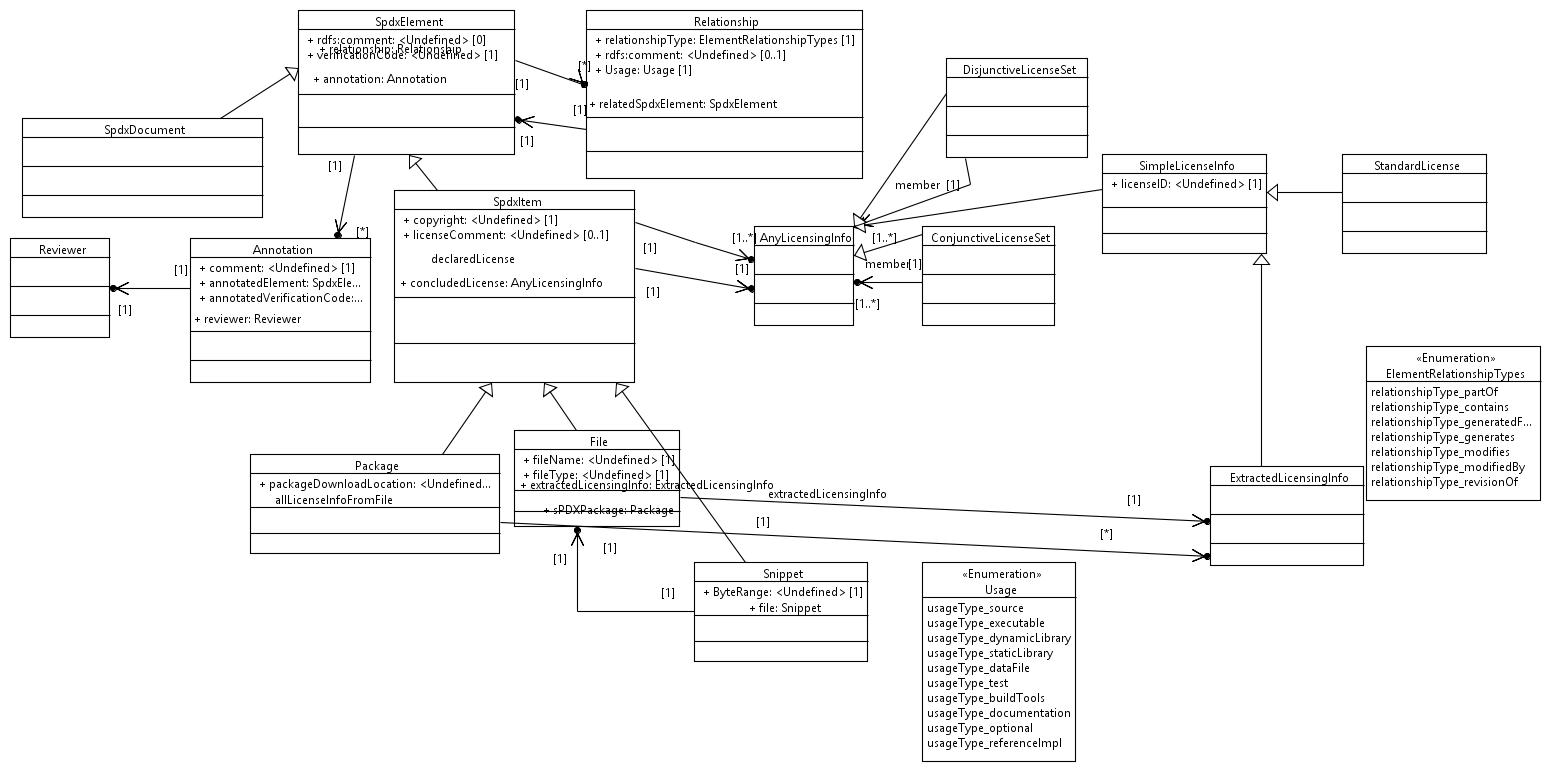 SpdxElement
+ rdfs:comment: <Undefined> [0]
+ relationship: Relationship
+ verificationCode: <Undefined> [1]
+ annotation: Annotation
Relationship
+ relationshipType: ElementRelationshipTypes [1]
+ rdfs:comment: <Undefined> [0..1]
+ Usage: Usage [1]
+ relatedSpdxElement: SpdxElement
[*]
[1]
[1]
[1]
DisjunctiveLicenseSet
SpdxDocument
SimpleLicenseInfo
+ licenseID: <Undefined> [1]
StandardLicense
[1]
[*]
member [1]
SpdxItem
+ copyright: <Undefined> [1]
+ licenseComment: <Undefined> [0..1]
declaredLicense
+ concludedLicense: AnyLicensingInfo
[1]
[1]
[1..*]
[1]
AnyLicensingInfo
[1..*]
ConjunctiveLicenseSet
member[1]
[1..*]
Reviewer
[1]
[1]
Annotation
+ comment: <Undefined> [1]
+ annotatedElement: SpdxEle...
+ annotatedVerificationCode:...
+ reviewer: Reviewer
«Enumeration»
ElementRelationshipTypes
relationshipType_partOf
relationshipType_contains
relationshipType_generatedF...
relationshipType_generates
relationshipType_modifies
relationshipType_modifiedBy
relationshipType_revisionOf
Package
+ packageDownloadLocation: <Undefined...
allLicenseInfoFromFile
File
+ fileName: <Undefined> [1]
+ fileType: <Undefined> [1]
+ extractedLicensingInfo: ExtractedLicensingInfo
+ sPDXPackage: Package
extractedLicensingInfo
[1]
[1]
[*]
ExtractedLicensingInfo
[1]
[1]
[1]
Snippet
+ ByteRange: <Undefined> [1]
+ file: Snippet
«Enumeration»
Usage
usageType_source
usageType_executable
usageType_dynamicLibrary
usageType_staticLibrary
usageType_dataFile
usageType_test
usageType_buildTools
usageType_documentation
usageType_optional
usageType_referenceImpl